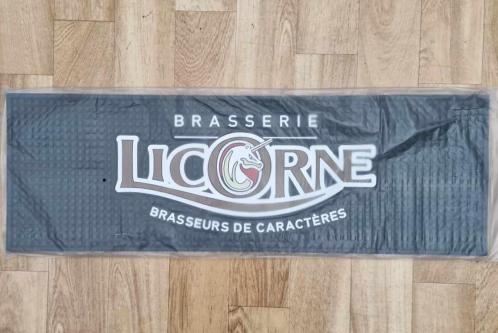 BRASSERIE
LICORNE
BRASSEURS DE CARACTÈRES